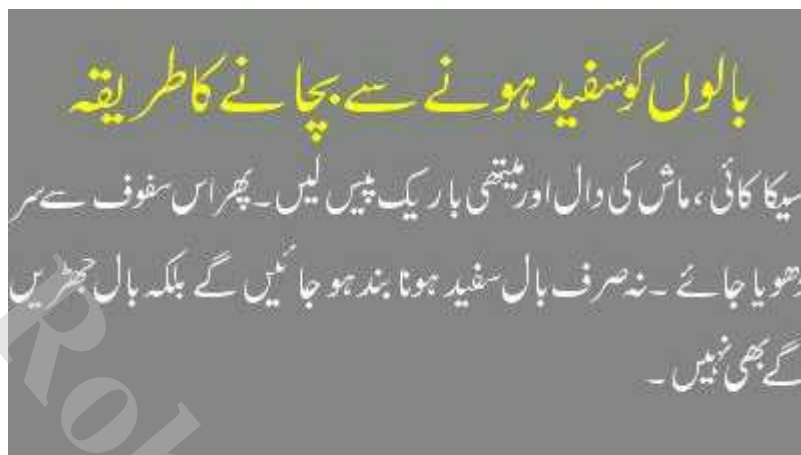 بالوں کو سفید ہونے سے بچانے کا طریقہ
سیکا کائی، ماش کی دال اور میتھی باریک پیس لیں۔ پھر اس سفوف سے سر
دھویا جائے ۔ نہ صرف بال سفید ہونا بند ہو جائیں گے بلکہ بال جھڑیں
گے بھی نہیں ۔
Rol